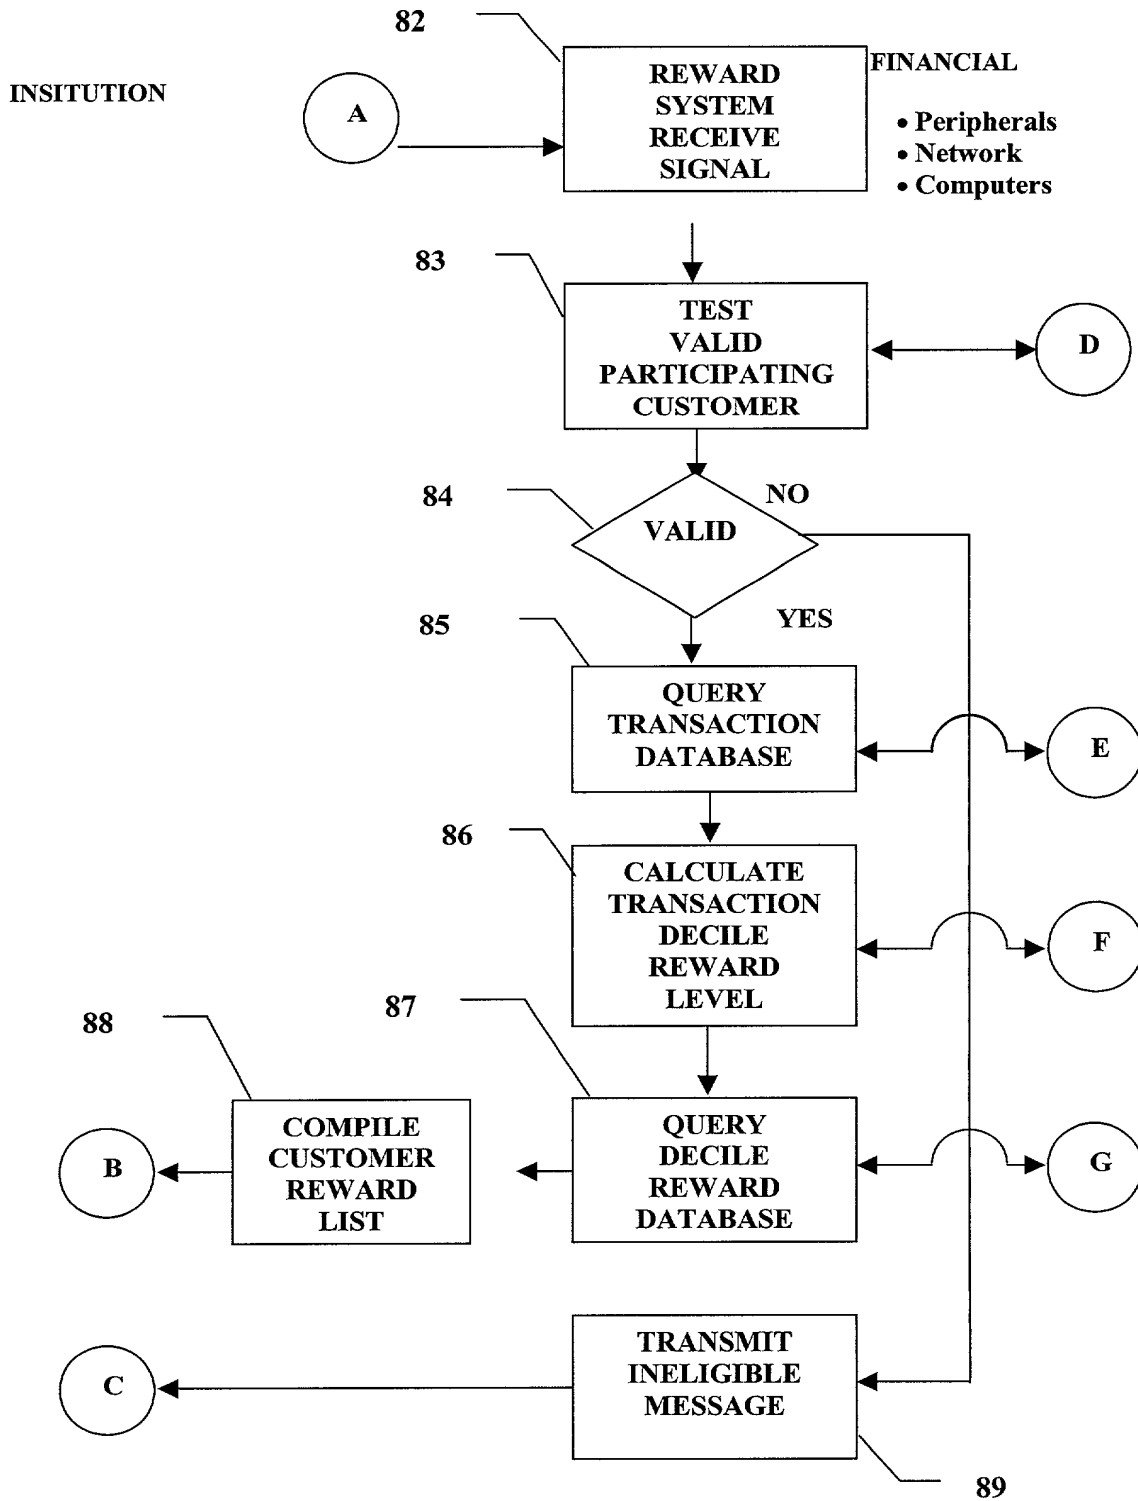 82
INSITUTION
A
REWARD
SYSTEM
RECEIVE
SIGNAL
FINANCIAL
• Peripherals
• Network
• Computers
83
TEST
VALID
PARTICIPATING
CUSTOMER
D
84
VALID
NO
YES
85
QUERY
TRANSACTION
DATABASE
E
86
CALCULATE
TRANSACTION
DECILE
REWARD
LEVEL
F
87
88
B
COMPILE
CUSTOMER
REWARD
LIST
QUERY
DECILE
REWARD
DATABASE
G
C
TRANSMIT
INELIGIBLE
MESSAGE
89